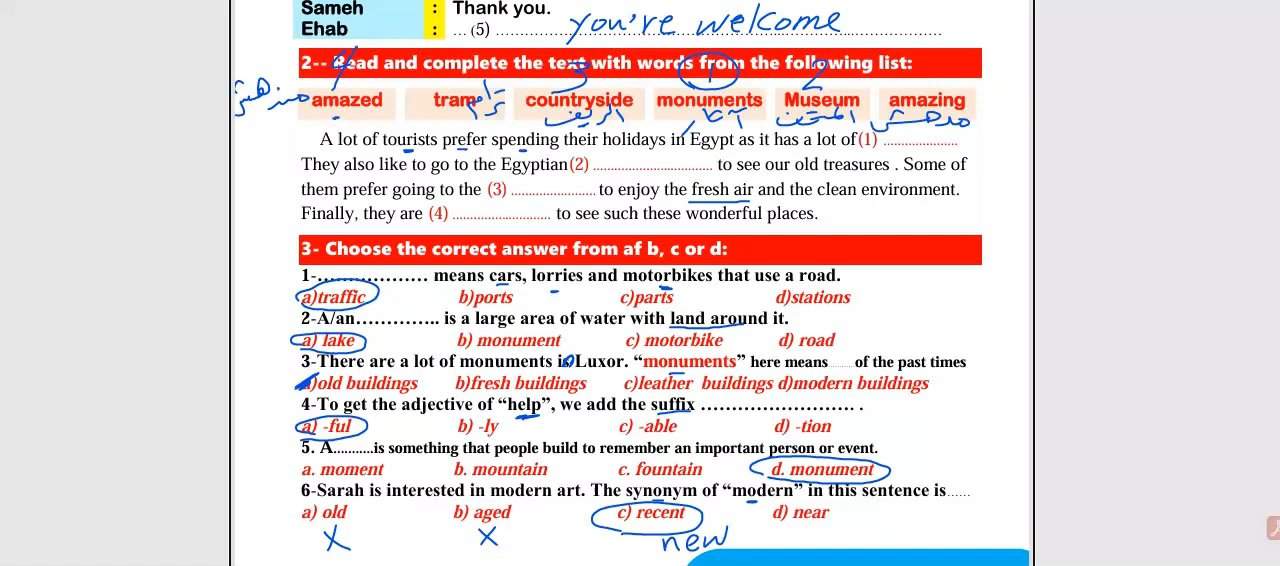 Sameh : Thank you.
Ehab : ... (5) ........................ you're welcome
2-- Read and complete the text with words from the following list:
4 3 1 2
amazed tram countryside monuments Museum amazing
ترام الريف آثار المتحف مدهش
A lot of tourists prefer spending their holidays in Egypt as it has a lot of (1) .....................
They also like to go to the Egyptian (2) ................................. to see our old treasures . Some of
them prefer going to the (3) ........................ to enjoy the fresh air and the clean environment.
Finally, they are (4) ........................... to see such these wonderful places.
3- Choose the correct answer from af b, c or d:
1-.................. means cars, lorries and motorbikes that use a road.
a)traffic b)ports c)parts d)stations
2-A/an.............. is a large area of water with land around it.
a) lake b) monument c) motorbike d) road
3-There are a lot of monuments in Luxor. “monuments” here means ........ of the past times
a)old buildings b)fresh buildings c)leather buildings d)modern buildings
4-To get the adjective of “help”, we add the suffix ......................... .
a) -ful b) -ly c) -able d) -tion
5. A...........is something that people build to remember an important person or event.
a. moment b. mountain c. fountain d. monument
6-Sarah is interested in modern art. The synonym of “modern” in this sentence is......
a) old b) aged c) recent d) near
X X new